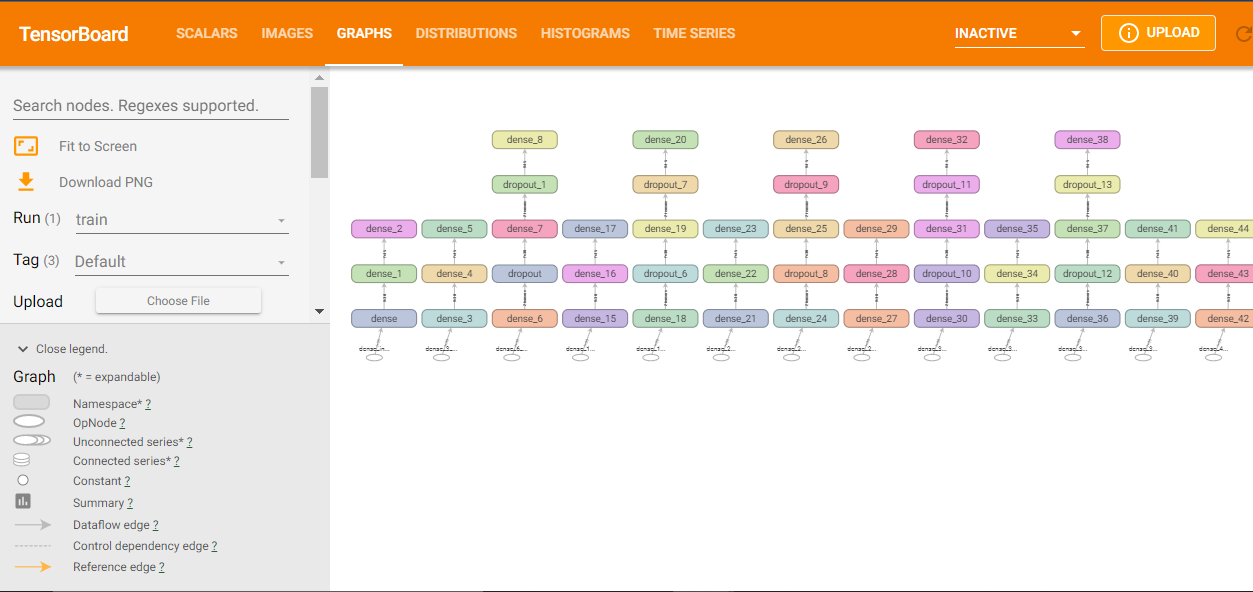 TensorBoard SCALARS IMAGES GRAPHS DISTRIBUTIONS HISTOGRAMS TIME SERIES INACTIVE UPLOAD
Search nodes. Regexes supported.
Fit to Screen
Download PNG
Run (1) train
Tag (3) Default
Upload Choose File
Close legend.
Graph (* = expandable)
Namespace* ?
OpNode ?
Unconnected series* ?
Connected series* ?
Constant ?
Summary ?
Dataflow edge ?
Control dependency edge ?
Reference edge ?
dense_8 dense_20 dense_26 dense_32 dense_38
dropout_1 dropout_7 dropout_9 dropout_11 dropout_13
dense_2 dense_5 dense_7 dense_17 dense_19 dense_23 dense_25 dense_29 dense_31 dense_35 dense_37 dense_41 dense_44
dense_1 dense_4 dropout dense_16 dropout_6 dense_22 dropout_8 dense_28 dropout_10 dense_34 dropout_12 dense_40 dense_43
dense dense_3 dense_6 dense_15 dense_18 dense_21 dense_24 dense_27 dense_30 dense_33 dense_36 dense_39 dense_42